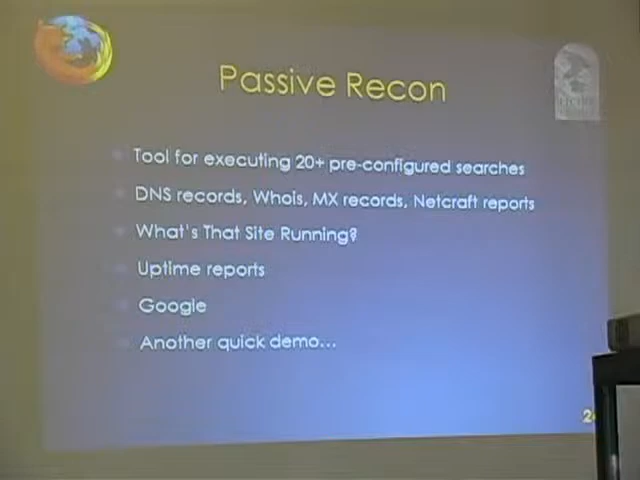 Passive Recon
Tool for executing 20+ pre-configured searches
DNS records, Whois, MX records, Netcraft reports
What's That Site Running?
Uptime reports
Google
Another quick demo...